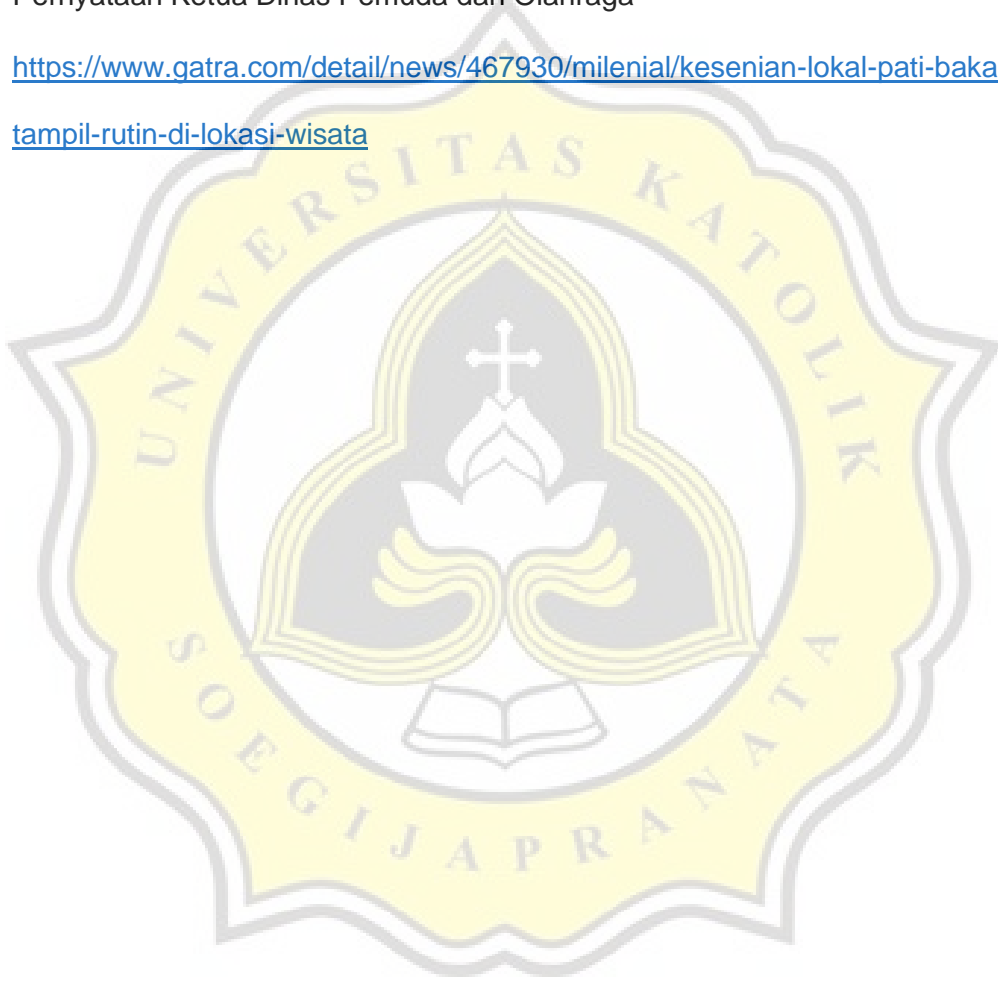 Pernyataan Ketua Dinas Pemuda dan Olahraga
https://www.gatra.com/detail/news/467930/milenial/kesenian-lokal-pati-baka
tampil-rutin-di-lokasi-wisata
UNIVERSITAS KATOLIK
SOEGIJAPRANATA